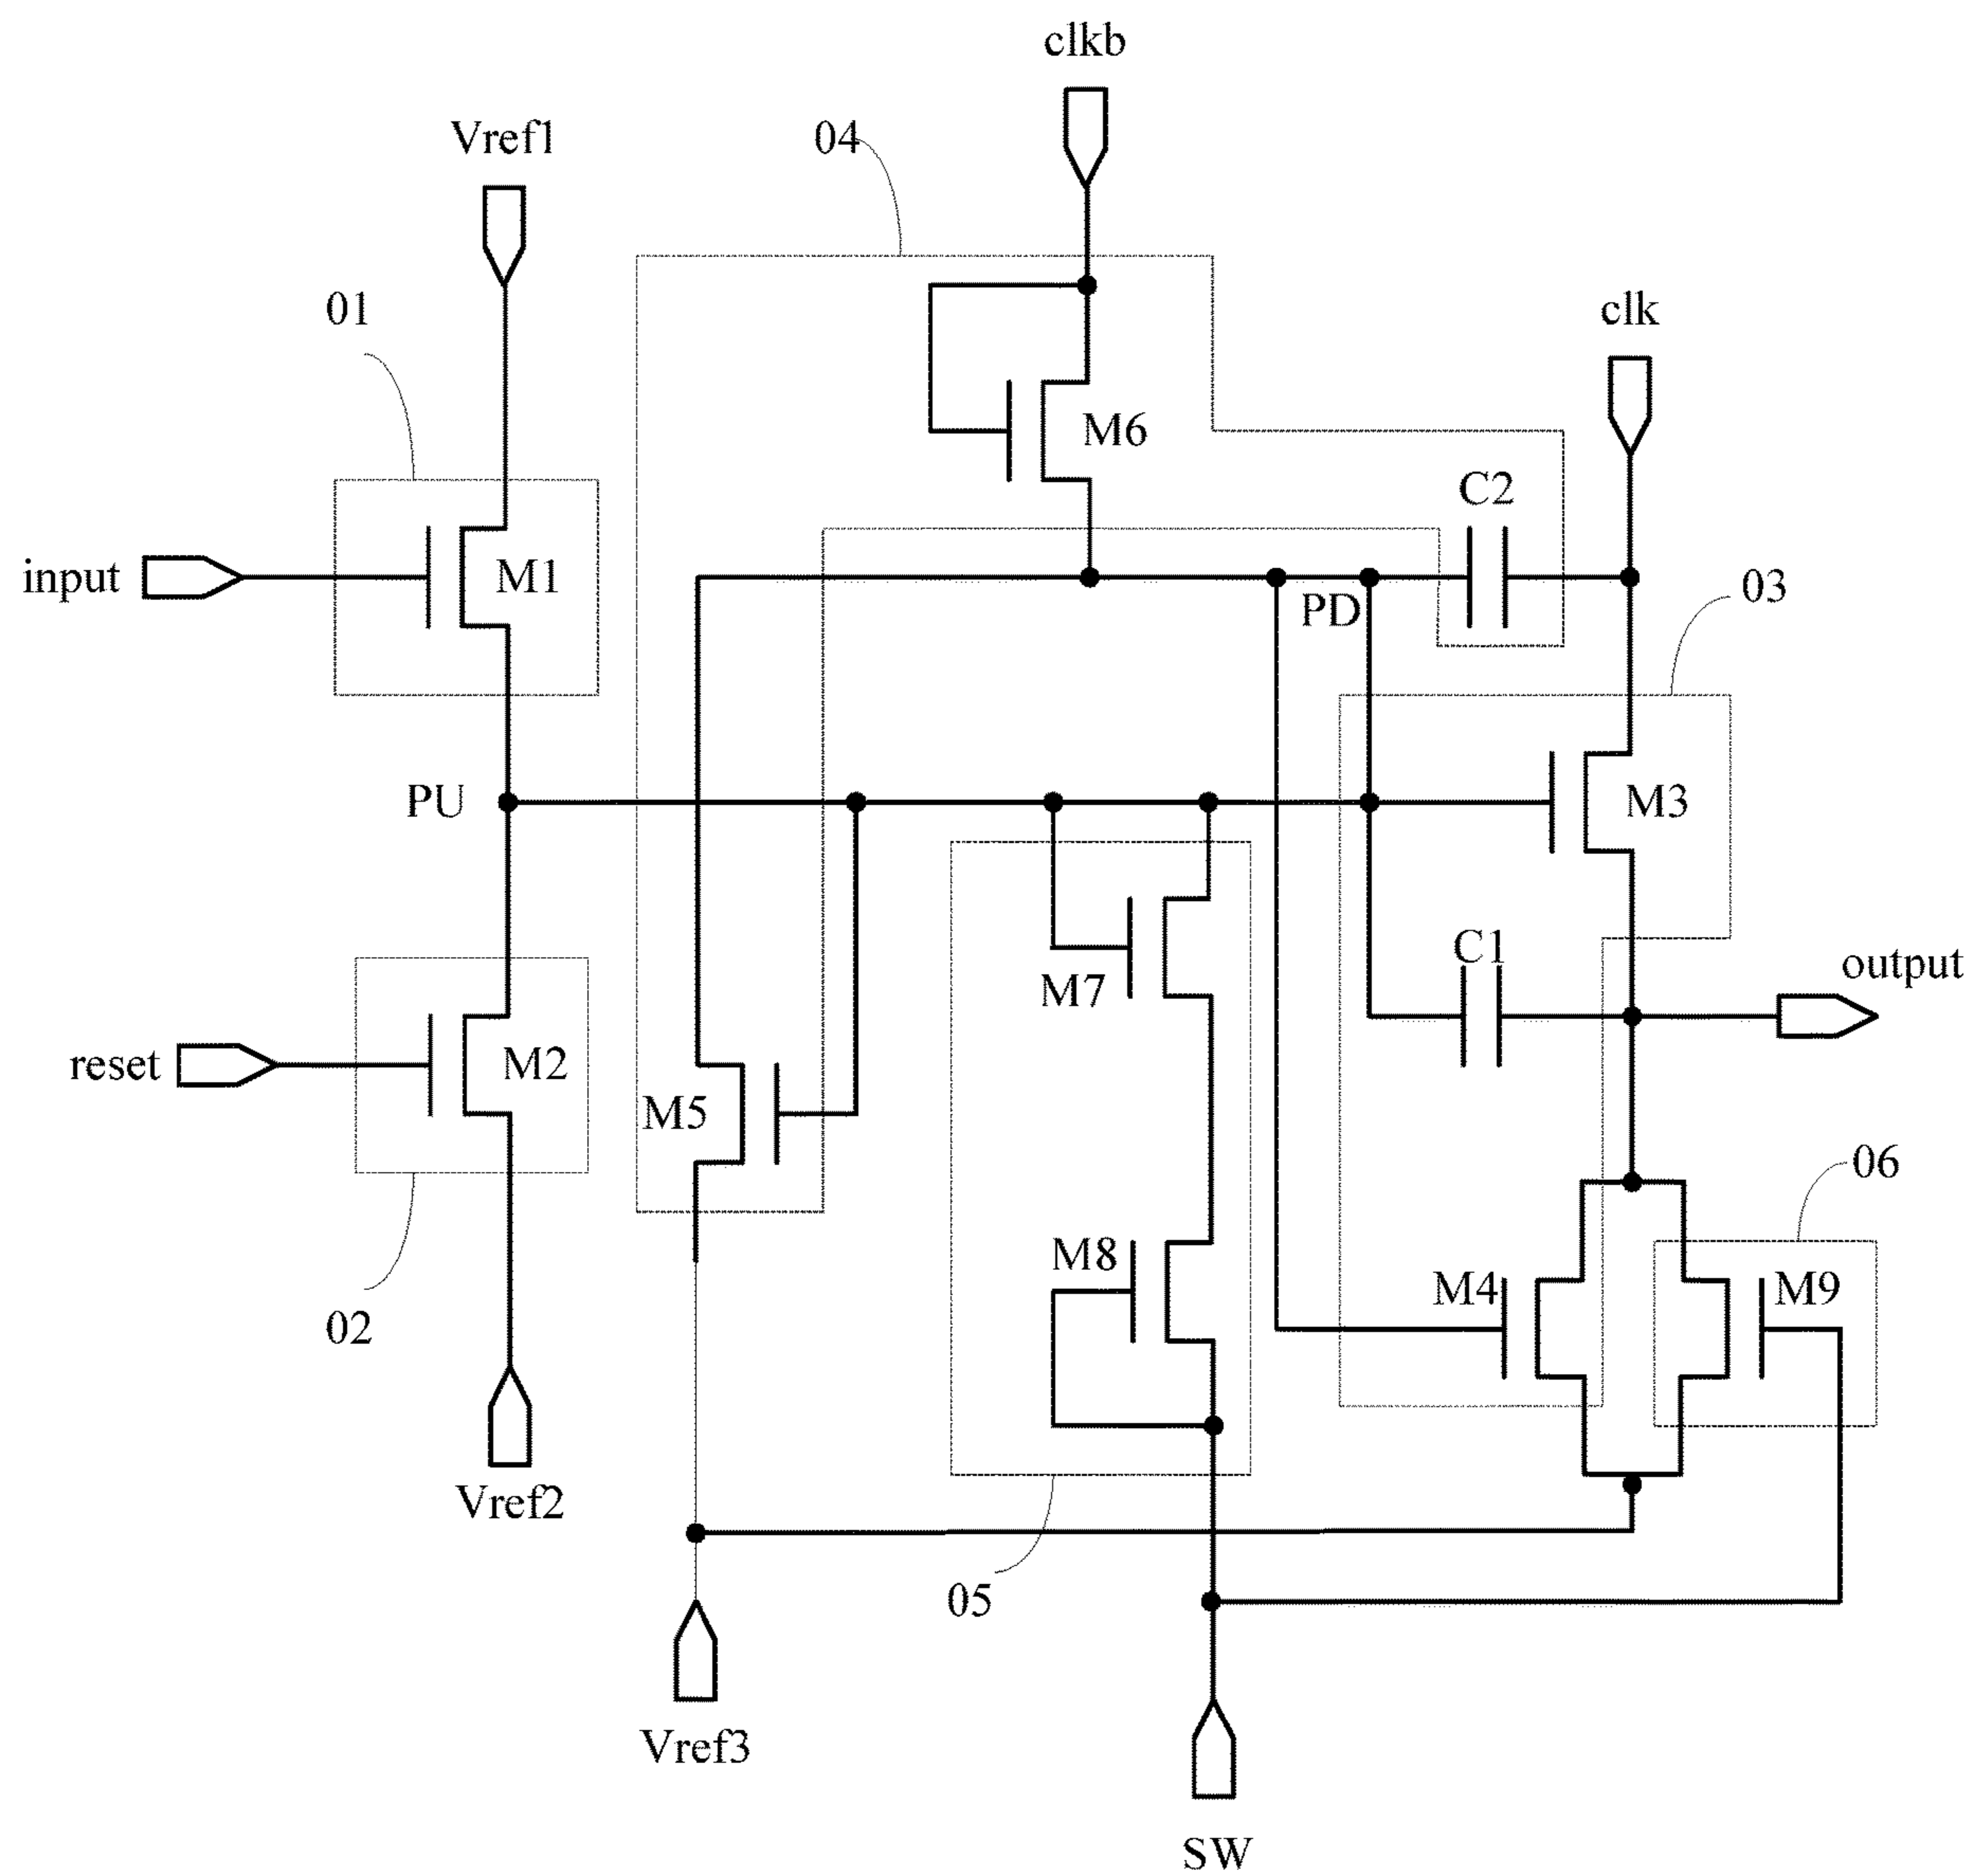 clkb
Vref1
04
01
clk
M6
C2
input
M1
PD
03
PU
M3
C1
output
M7
reset
M2
M5
06
M8
M4
M9
02
Vref2
05
Vref3
SW